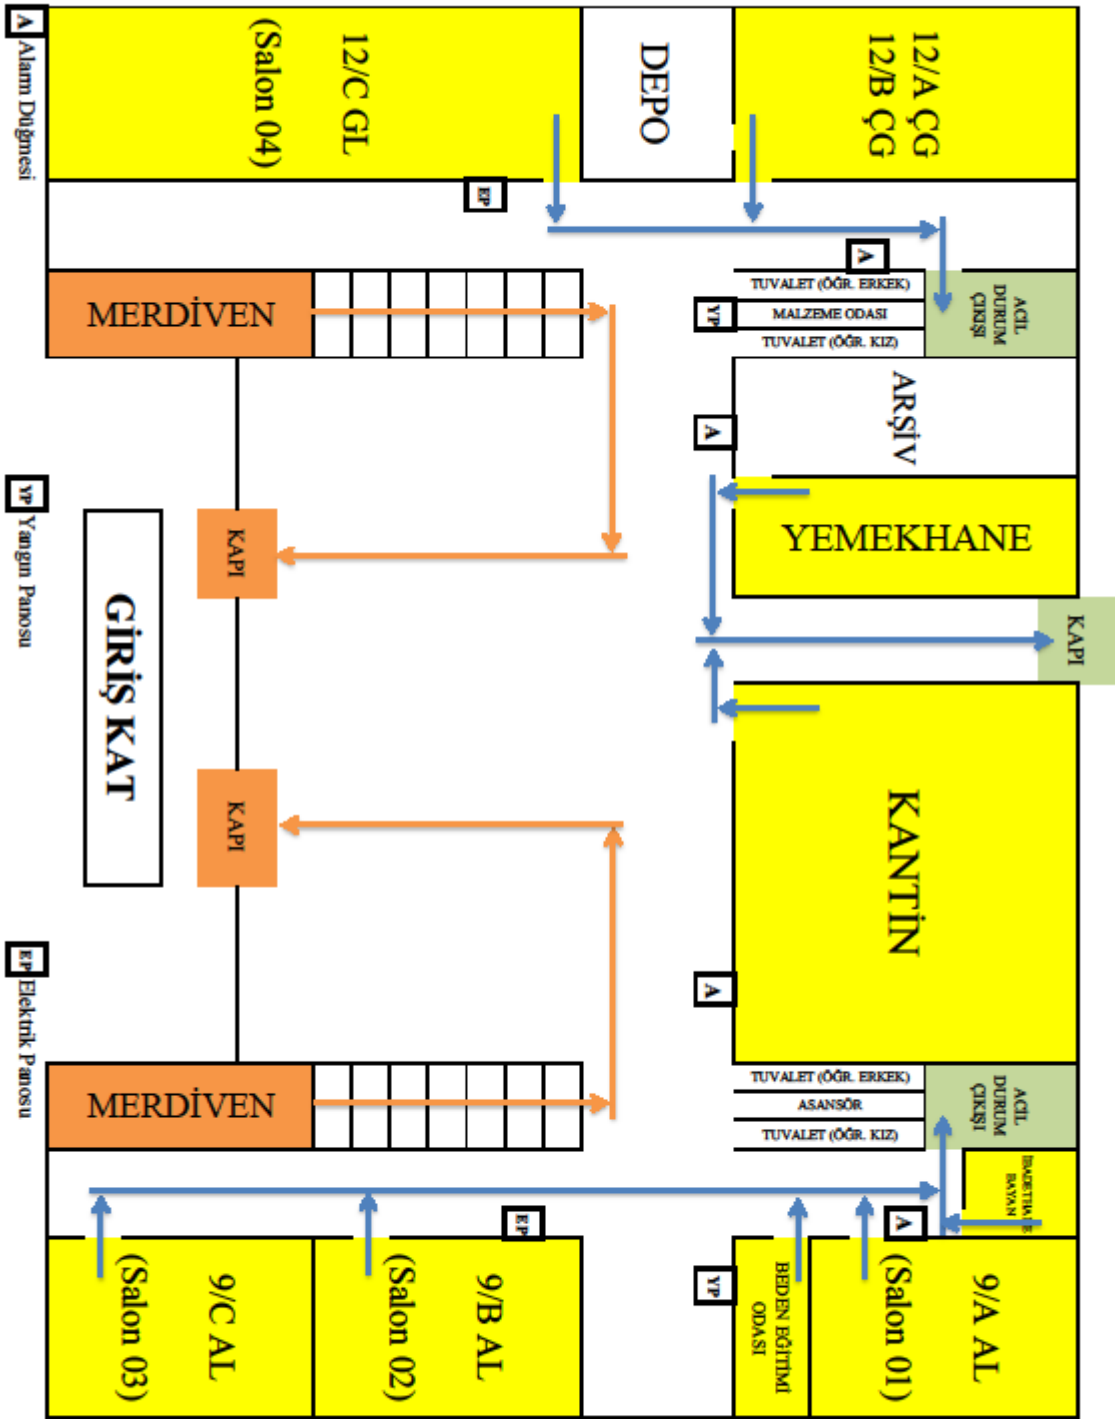 12/A ÇG
12/B ÇG
DEPO
12/C GL
(Salon 04)
A Alarm Düğmesi
EP
A
MERDİVEN
TUVALET (ÖĞR. ERKEK)
MALZEME ODASI
TUVALET (ÖĞR. KIZ)
YP
ACİL
DURUM
ÇIKIŞI
ARŞİV
A
YEMEKHANE
KAPI
KAPI
YP Yangın Panosu
GİRİŞ KAT
KAPI
KANTİN
A
EP Elektrik Panosu
MERDİVEN
TUVALET (ÖĞR. ERKEK)
ASANSÖR
TUVALET (ÖĞR. KIZ)
ACİL
DURUM
ÇIKIŞI
İBADETHANE
BAYAN
A
EP
YP
9/A AL
(Salon 01)
BEDEN EĞİTİMİ
ODASI
9/B AL
(Salon 02)
9/C AL
(Salon 03)